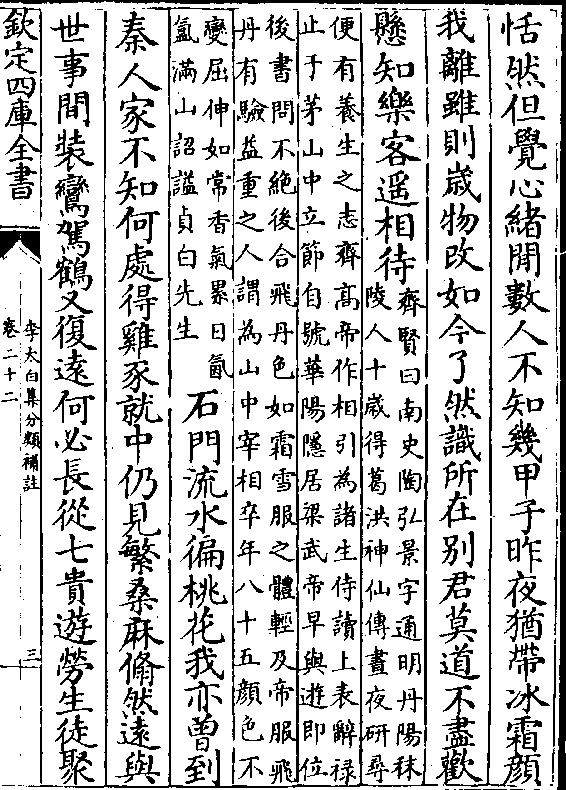 恬然但覺心緒閒數人不知幾甲子昨夜猶帶冰霜顔
我離雖則歳物改如今了然識所在别君莫道不盡歡
懸知樂客遥相待
齊賢曰南史陶弘景字通明丹陽秣
陵人十歳得葛洪神仙傳晝夜研尋
便有養生之志齊髙帝作相引為諸生侍讀上表辭禄
止于茅山中立節自號華陽隱居梁武帝早與遊即位
後書問不絶後合飛丹色如霜雪服之體輕及帝服飛
丹有驗益重之人謂為山中宰相卒年八十五顔色不
變屈伸如常香氣累日氤
氲滿山詔謚貞白先生
石門流水徧桃花我亦曾到
秦人家不知何處得雞豕就中仍見繁桑麻翛然遠與
世事間装鸞駕鶴又復遠何必長從七貴遊勞生徒聚
欽定四庫全書
李太白集分類補註
卷二十二
三